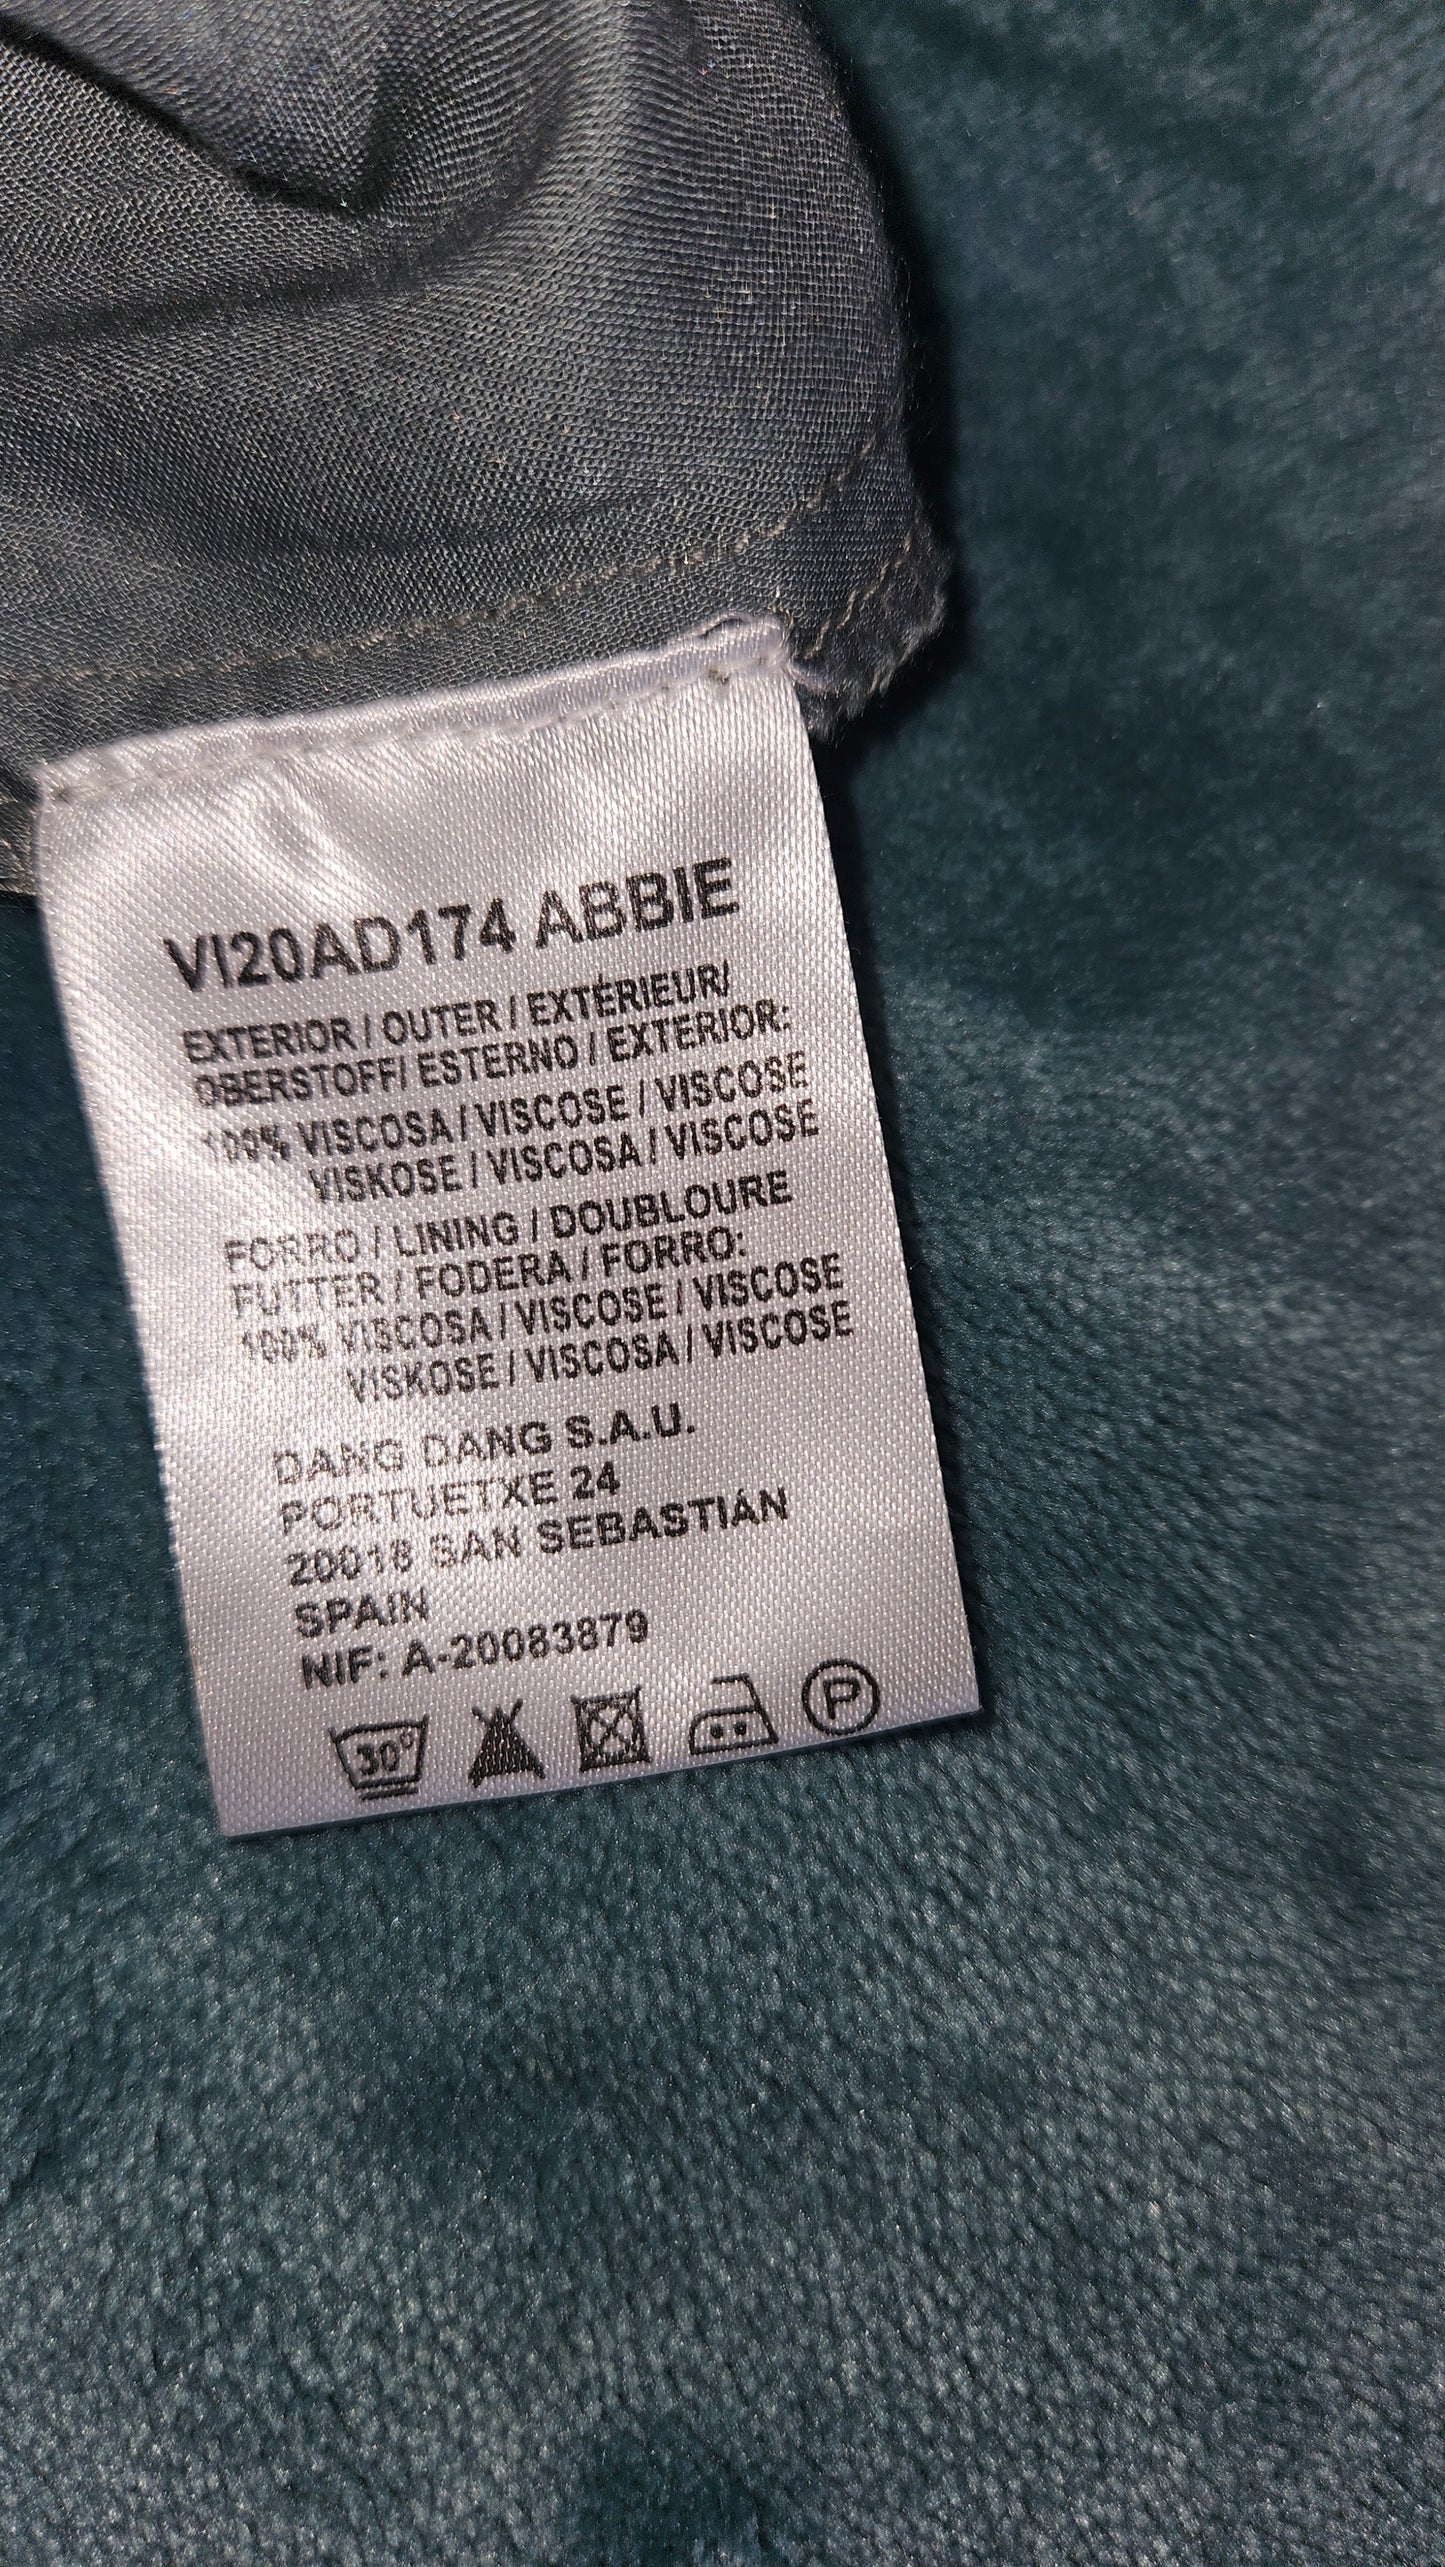 VI20AD174 ABBIE
EXTERIOR / OUTER / EXTÉRIEUR/
OBERSTOFF/ ESTERNO / EXTERIOR:
100% VISCOSA / VISCOSE / VISCOSE
VISKOSE / VISCOSA / VISCOSE
FORRO / LINING / DOUBLOURE
FUTTER / FODERA / FORRO:
100% VISCOSA / VISCOSE / VISCOSE
VISKOSE / VISCOSA / VISCOSE
DANG DANG S.A.U.
PORTUETXE 24
20018 SAN SEBASTIÁN
SPAIN
NIF: A-20083879
30° P